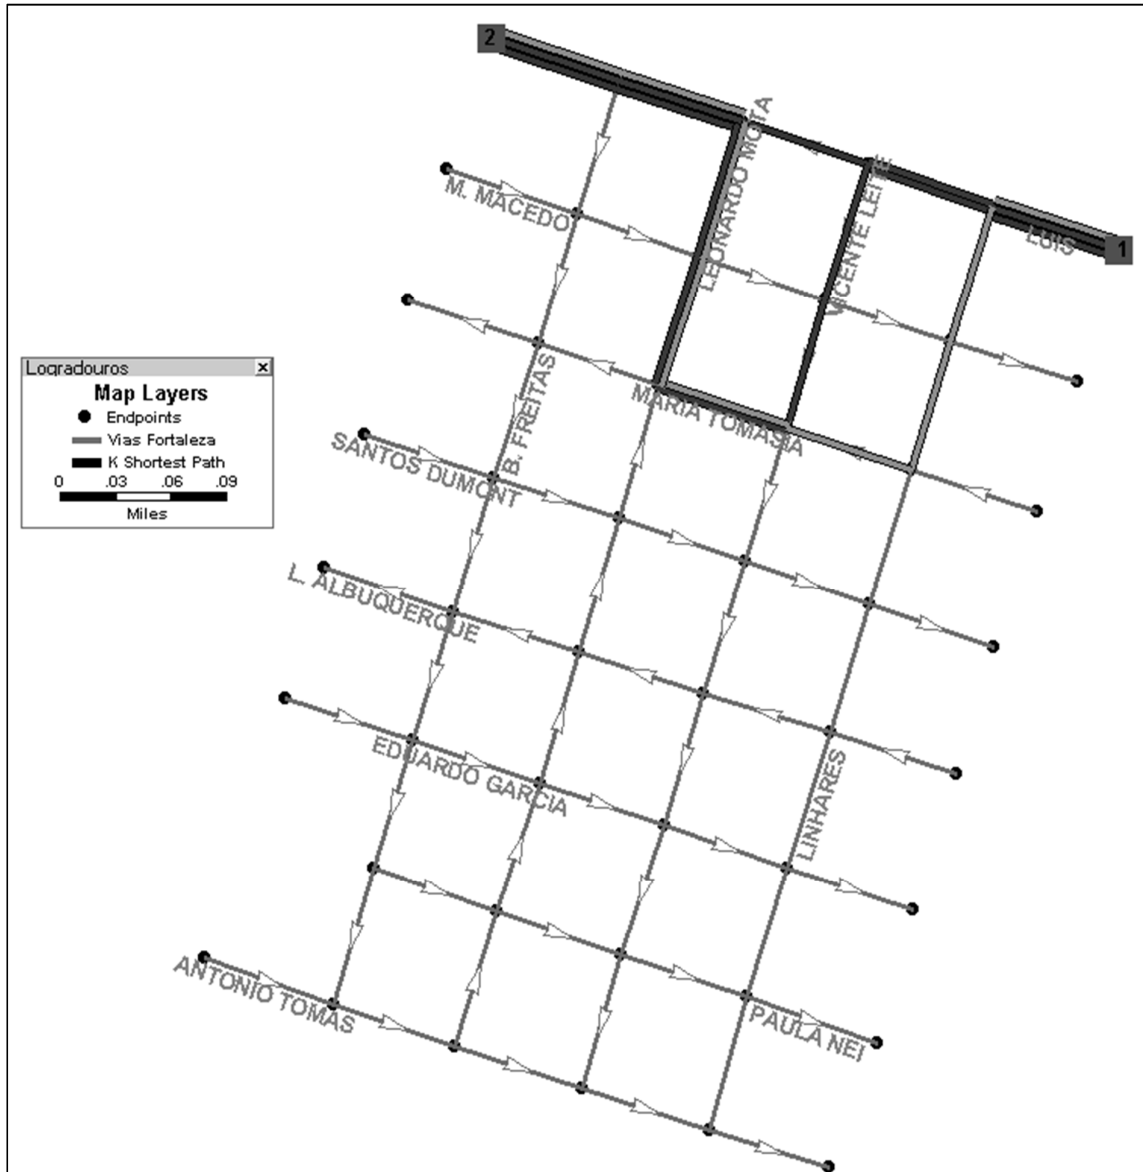 2
LEONARDO MOTA
VICENTE LEITE
LUIS
1
M. MACEDO
Logradouros
x
Map Layers
Endpoints
Vias Fortaleza
K Shortest Path
0 .03 .06 .09
Miles
B. FREITAS
MARIA TOMASIA
SANTOS DUMONT
L. ALBUQUERQUE
EDUARDO GARCIA
LINHARES
ANTONIO TOMAS
PAULA NEI